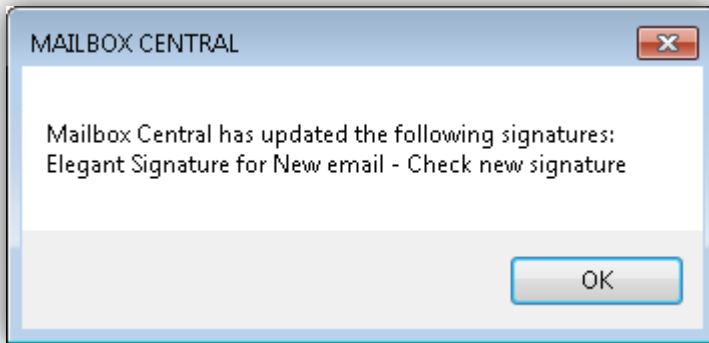 MAILBOX CENTRAL
Mailbox Central has updated the following signatures:
Elegant Signature for New email - Check new signature
OK